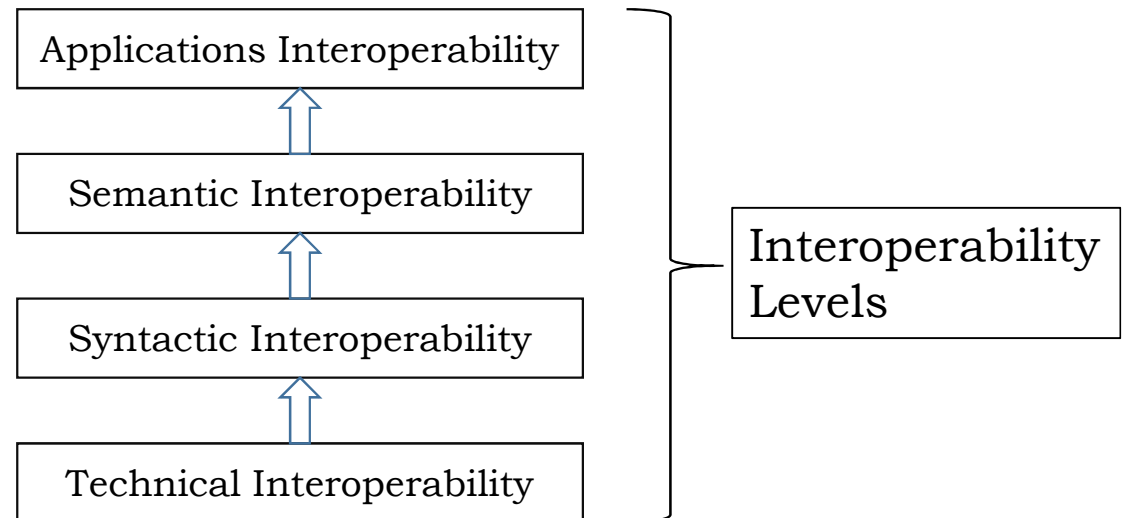 Applications Interoperability
Semantic Interoperability
Syntactic Interoperability
Technical Interoperability
Interoperability
Levels